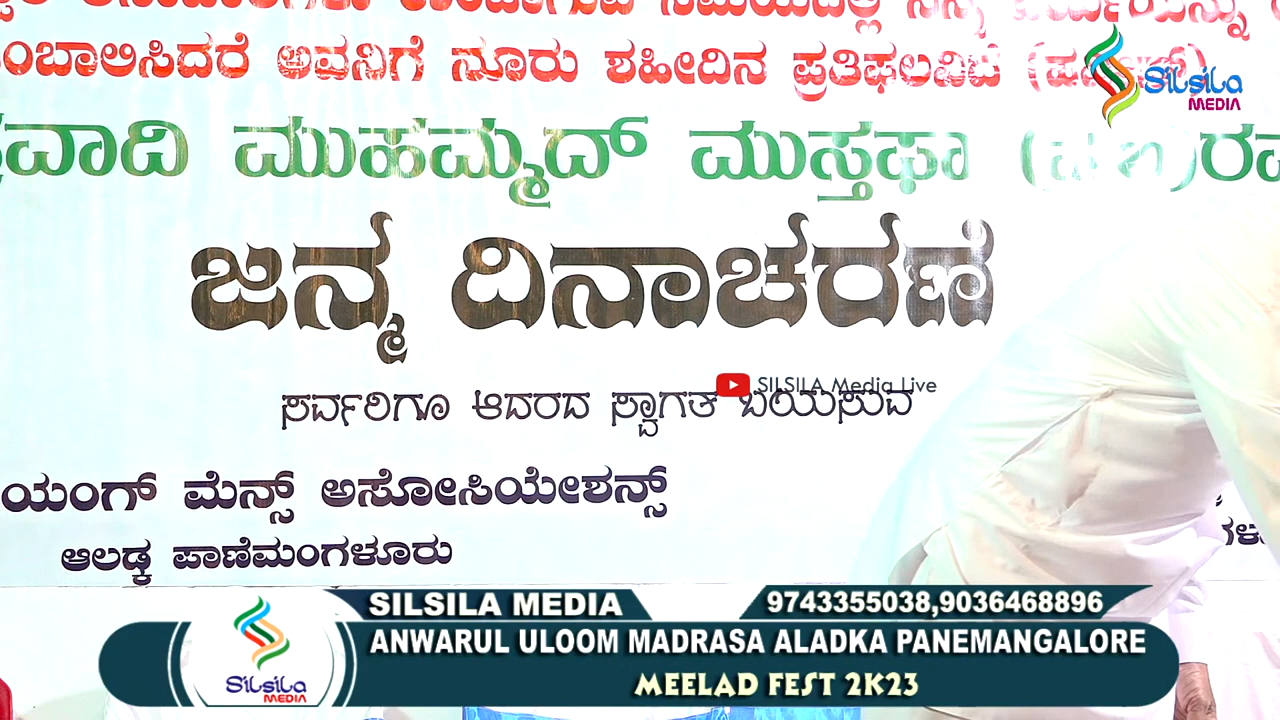 ಂಬಾಲಿಸಿದರೆ ಅವನಿಗೆ ನೂರು ಶಹೀದಿನ ಪ್ರತಿಫಲವಿದೆ
SilsiLa
MEDIA
ವಾದಿ ಮುಹಮ್ಮದ್ ಮುಸ್ತಫಾ
ಜನ್ಮ ದಿನಾಚರಣೆ
SILSILA Media Live
ಸರ್ವರಿಗೂ ಆದರದ ಸ್ವಾಗತ ಬಯಸುವ
ಯಂಗ್ ಮೆನ್ಸ್ ಅಸೋಸಿಯೇಶನ್ಸ್
ಆಲಡ್ಕ ಪಾಣೆಮಂಗಳೂರು
SILSILA MEDIA
9743355038,9036468896
ANWARUL ULOOM MADRASA ALADKA PANEMANGALORE
MEELAD FEST 2K23
SilsiLa
MEDIA